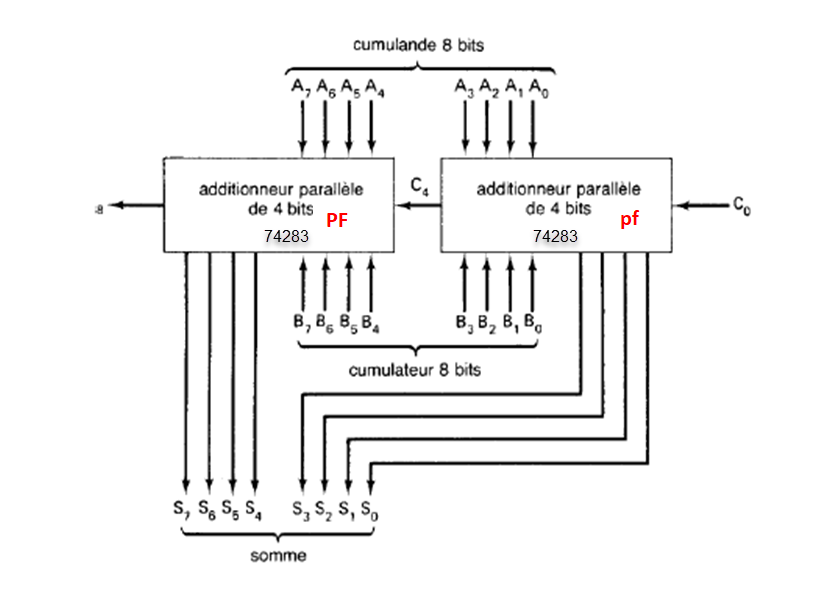 cumulande 8 bits
A₇ A₆ A₅ A₄ A₃ A₂ A₁ A₀
additionneur parallèle
de 4 bits PF
74283
C₄
additionneur parallèle
de 4 bits pf
74283
C₀
8
B₇ B₆ B₅ B₄ B₃ B₂ B₁ B₀
cumulateur 8 bits
S₇ S₆ S₅ S₄ S₃ S₂ S₁ S₀
somme